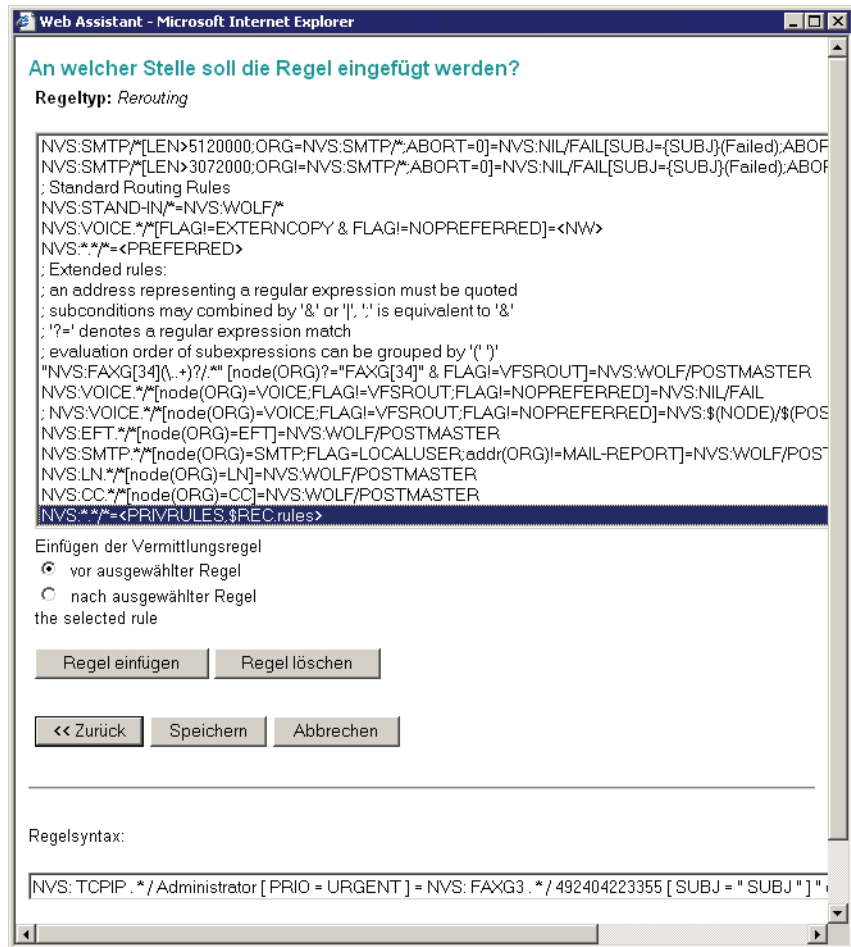 Web Assistant - Microsoft Internet Explorer
An welcher Stelle soll die Regel eingefügt werden?
Regeltyp: Rerouting
NVS:SMTP/*[LEN>5120000;ORG=NVS:SMTP/*;ABORT=0]=NVS:NIL/FAIL[SUBJ={SUBJ}(Failed);ABOR
NVS:SMTP/*[LEN>3072000;ORG!=NVS:SMTP/*;ABORT=0]=NVS:NIL/FAIL[SUBJ={SUBJ}(Failed);ABOF
; Standard Routing Rules
NVS:STAND-IN/*=NVS:WOLF/*
NVS:VOICE.*/*[FLAG!=EXTERNCOPY & FLAG!=NOPREFERRED]=<NW>
NVS:*.*/*=<PREFERRED>
; Extended rules:
; an address representing a regular expression must be quoted
; subconditions may combined by '&' or '|', ';' is equivalent to '&'
; '?=' denotes a regular expression match
; evaluation order of subexpressions can be grouped by '(' ')'
"NVS:FAXG[34](\..+)?/.*" [node(ORG)?="FAXG[34]" & FLAG!=VFSROUT]=NVS:WOLF/POSTMASTER
NVS:VOICE.*/*[node(ORG)=VOICE;FLAG!=VFSROUT;FLAG!=NOPREFERRED]=NVS:NIL/FAIL
; NVS:VOICE.*/*[node(ORG)=VOICE;FLAG!=VFSROUT;FLAG!=NOPREFERRED]=NVS:$(NODE)/$(POS
NVS:EFT.*/*[node(ORG)=EFT]=NVS:WOLF/POSTMASTER
NVS:SMTP.*/*[node(ORG)=SMTP;FLAG=LOCALUSER;addr(ORG)!=MAIL-REPORT]=NVS:WOLF/POST
NVS:LN.*/*[node(ORG)=LN]=NVS:WOLF/POSTMASTER
NVS:CC.*/*[node(ORG)=CC]=NVS:WOLF/POSTMASTER
NVS:*.*/*=<PRIVRULES,$REC.rules>
Einfügen der Vermittlungsregel
vor ausgewählter Regel
nach ausgewählter Regel
the selected rule
Regel einfügen Regel löschen
<< Zurück Speichern Abbrechen
Regelsyntax:
NVS: TCPIP . * / Administrator [ PRIO = URGENT ] = NVS: FAXG3 . * / 492404223355 [ SUBJ = " SUBJ " ] "